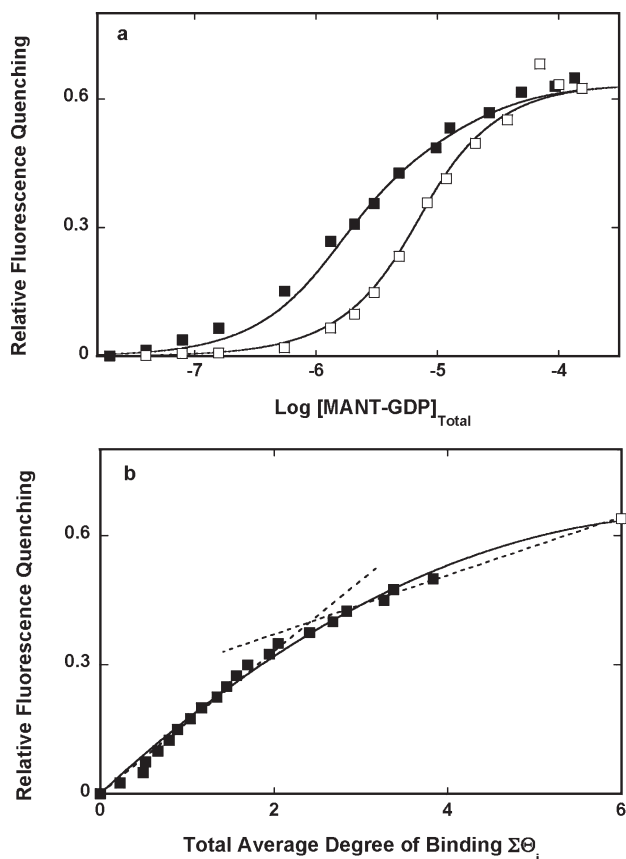 a
Relative Fluorescence Quenching
0.6
0.3
0
-7
-6
-5
-4
Log [MANT-GDP]Total
b
Relative Fluorescence Quenching
0.6
0.3
0
0
2
4
6
Total Average Degree of Binding ΣΘi